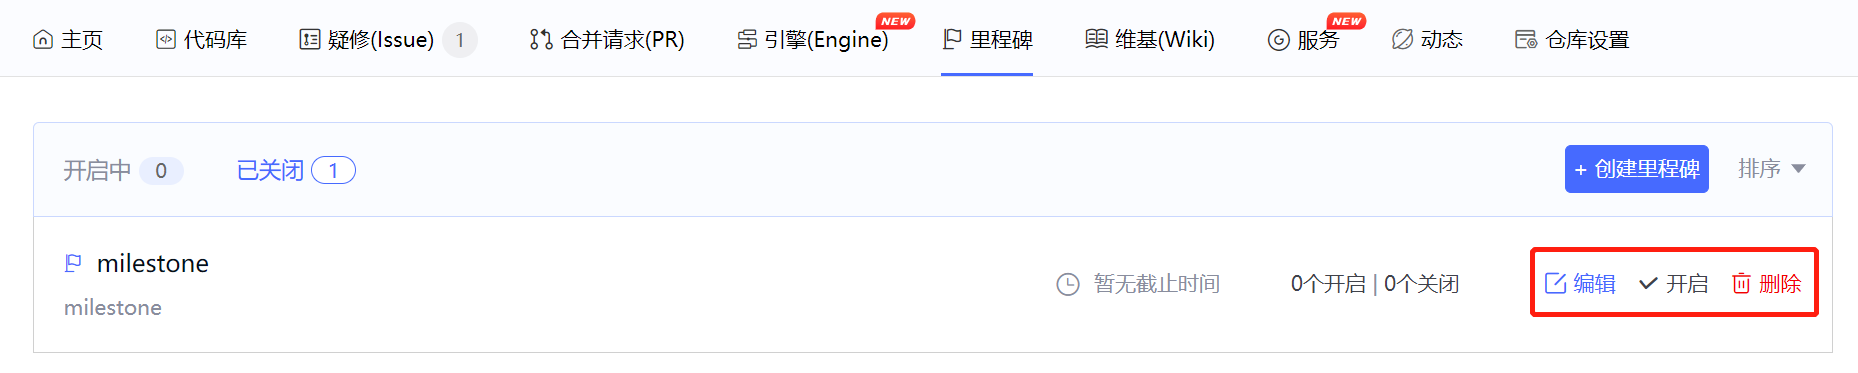 主页 代码库 疑修(Issue) 1 合并请求(PR) 引擎(Engine) NEW 里程碑 维基(Wiki) 服务 NEW 动态 仓库设置
开启中 0 已关闭 1 + 创建里程碑 排序
milestone
暂无截止时间 0个开启 | 0个关闭 编辑 开启 删除
milestone